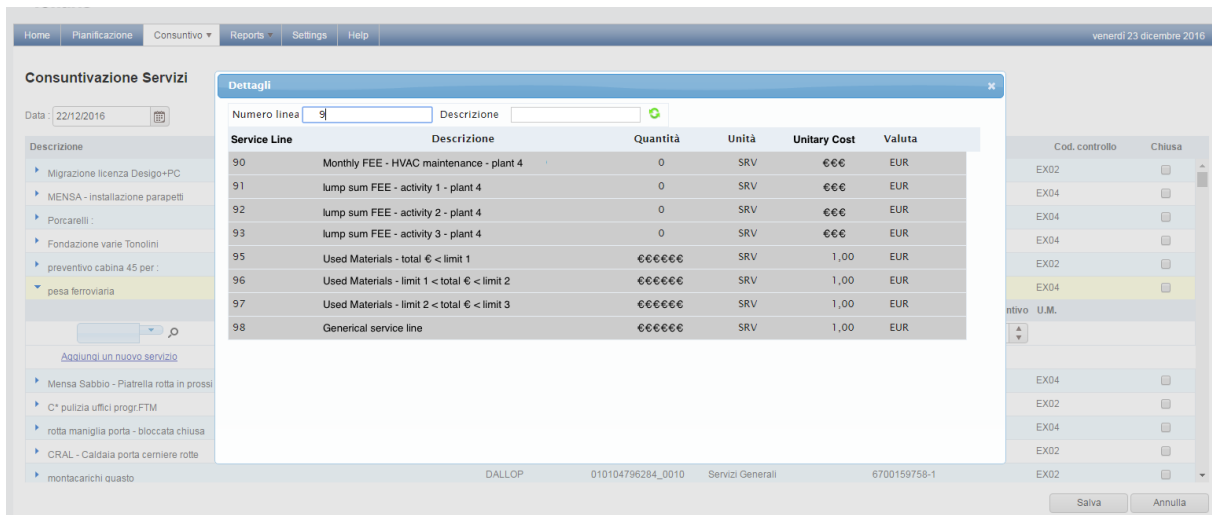 Home Pianificazione Consuntivo Reports Settings Help venerdì 23 dicembre 2016
Consuntivazione Servizi
Dettagli
Data : 22/12/2016
Numero linea 9 Descrizione
Service Line Descrizione Quantità Unità Unitary Cost Valuta
90 Monthly FEE - HVAC maintenance - plant 4 0 SRV €€€ EUR
91 lump sum FEE - activity 1 - plant 4 0 SRV €€€ EUR
92 lump sum FEE - activity 2 - plant 4 0 SRV €€€ EUR
93 lump sum FEE - activity 3 - plant 4 0 SRV €€€ EUR
95 Used Materials - total € < limit 1 €€€€€€ SRV 1,00 EUR
96 Used Materials - limit 1 < total € < limit 2 €€€€€€ SRV 1,00 EUR
97 Used Materials - limit 2 < total € < limit 3 €€€€€€ SRV 1,00 EUR
98 Generical service line €€€€€€ SRV 1,00 EUR
Descrizione Cod. controllo Chiusa
Migrazione licenza Desigo+PC EX02
MENSA - installazione parapetti EX04
Porcarelli : EX04
Fondazione varie Tonolini EX04
preventivo cabina 45 per : EX02
pesa ferroviaria EX04
ntivo U.M.
Aggiungi un nuovo servizio
Mensa Sabbio - Piatrella rotta in prossi EX04
C* pulizia uffici progr.FTM EX02
rotta maniglia porta - bloccata chiusa EX04
CRAL - Caldaia porta cerniere rotte EX02
montacarichi guasto DALLOP 010104796284_0010 Servizi Generali 6700159758-1 EX02
Salva Annulla